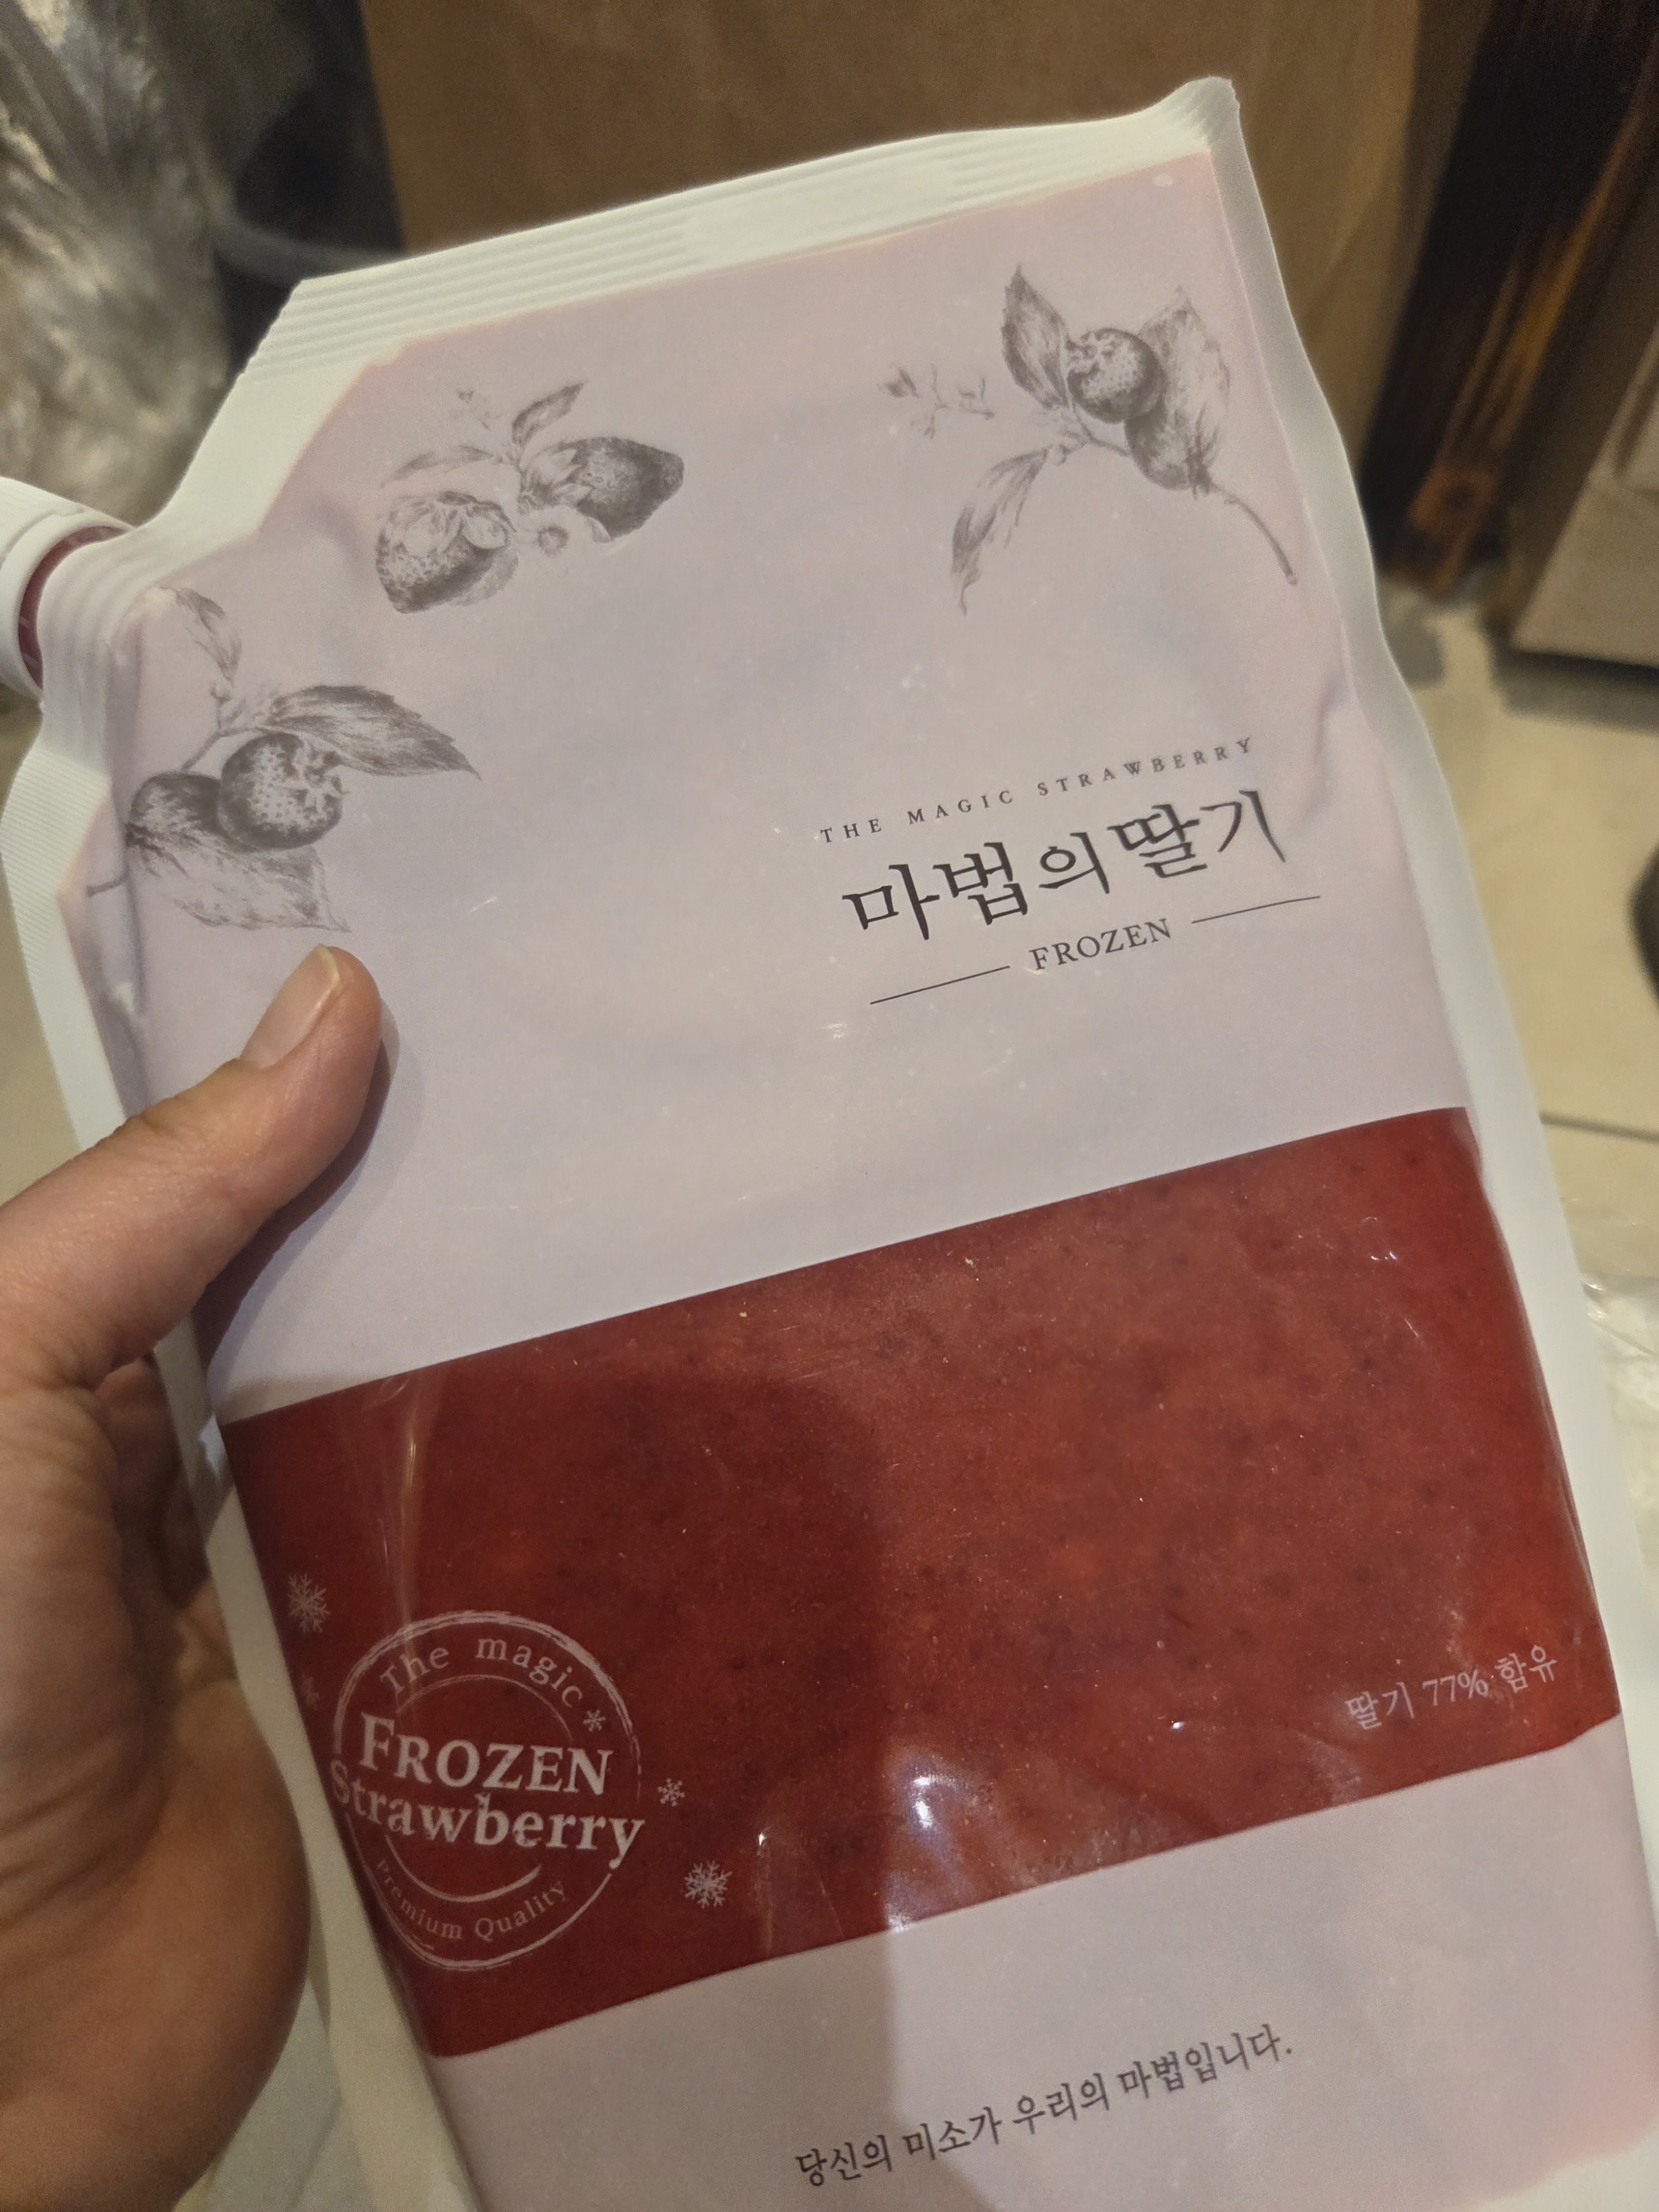 THE MAGIC STRAWBERRY
마법의딸기
FROZEN
딸기 77% 함유
The magic
FROZEN
Strawberry
Premium Quality
당신의 미소가 우리의 마법입니다.